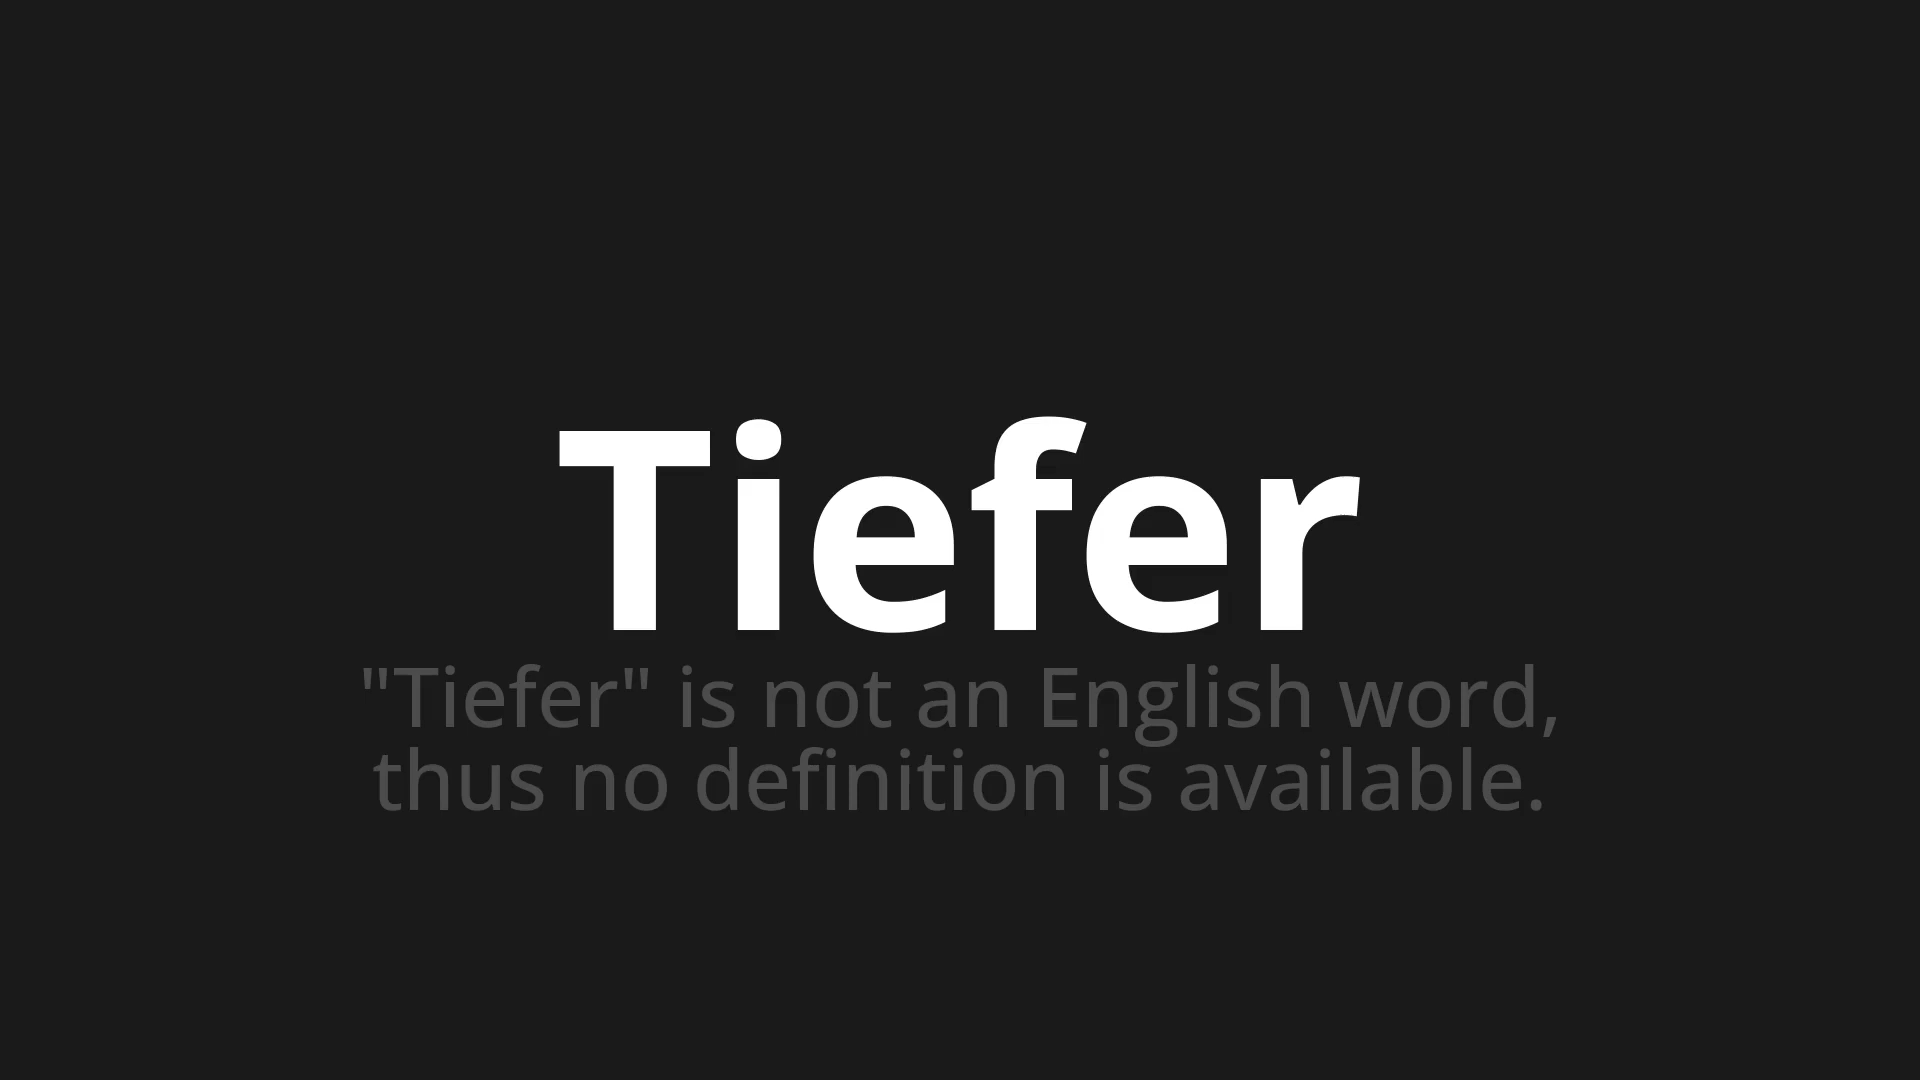 Tiefer
"Tiefer" is not an English word,
thus no definition is available.